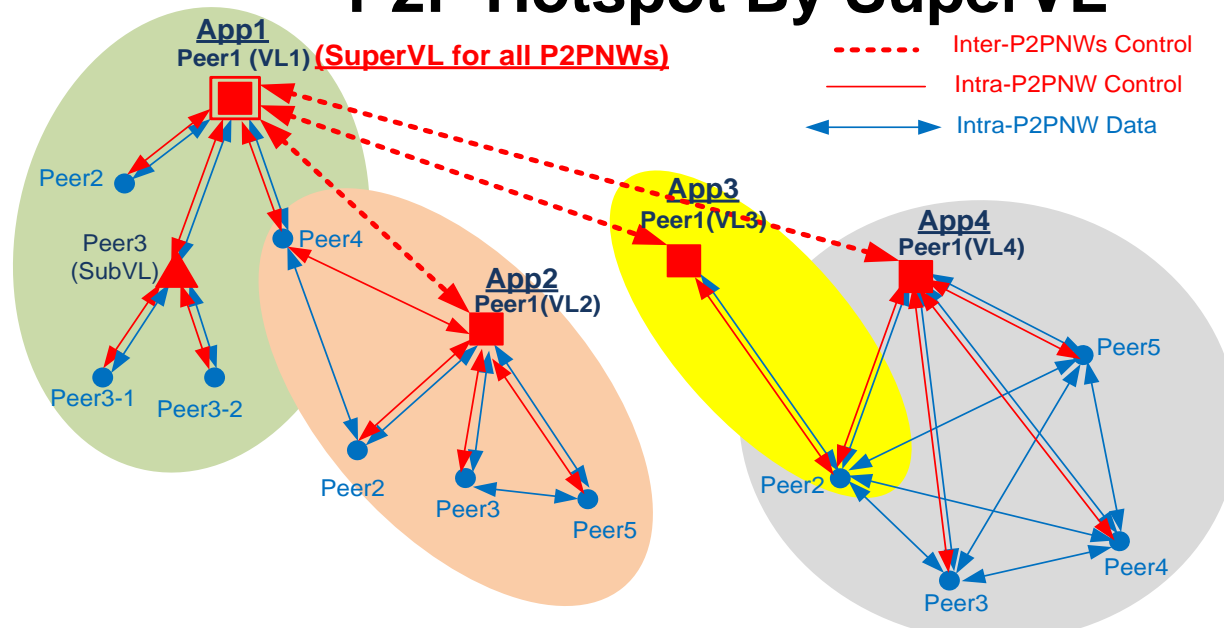 P2P Hotspot By SuperVL
App1
Peer1 (VL1) (SuperVL for all P2PNWs)
Inter-P2PNWs Control
Intra-P2PNW Control
Intra-P2PNW Data
Peer2
Peer3
(SubVL)
Peer4
Peer3-1
Peer3-2
App2
Peer1(VL2)
Peer2
Peer3
Peer5
App3
Peer1(VL3)
App4
Peer1(VL4)
Peer5
Peer2
Peer4
Peer3